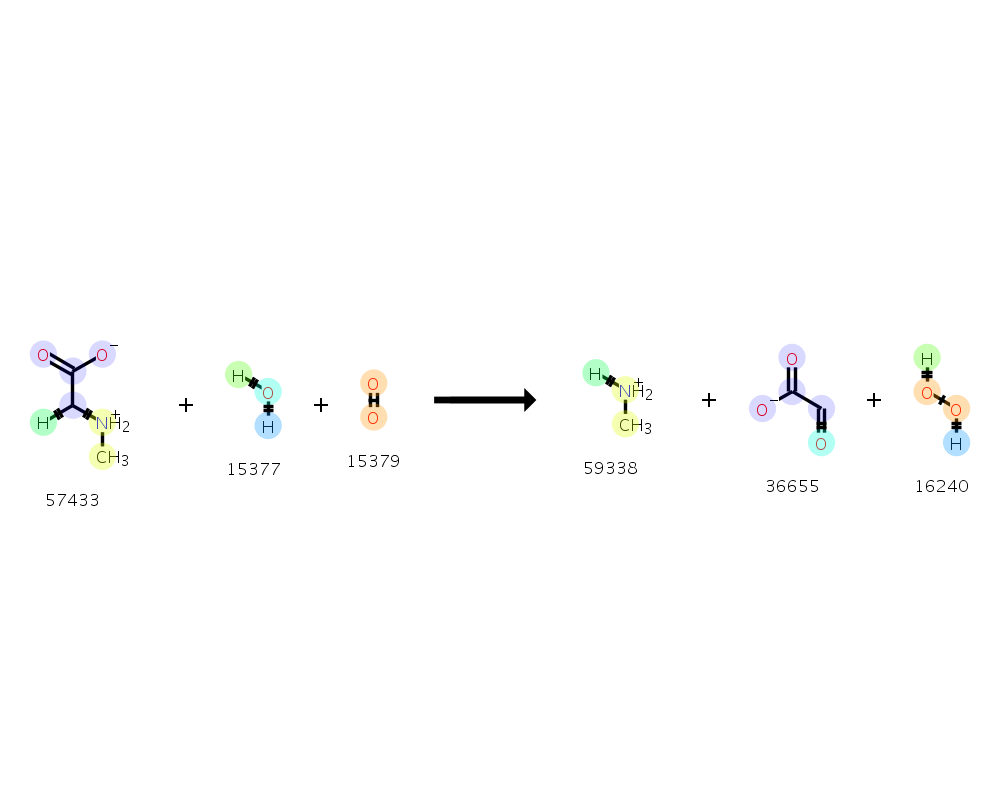 O O−
H NH2+
CH3
57433
+
H O
H
15377
+
O
O
15379
H NH2+
CH3
59338
+
O
O−
O
36655
+
H
O O
H
16240